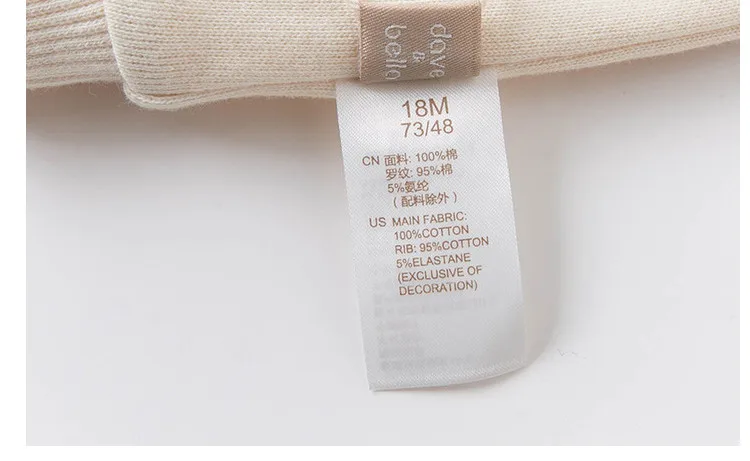 dave
&
bella
18M
73/48
CN 面料: 100%棉
罗纹: 95%棉
5%氨纶
( 配料除外 )
US MAIN FABRIC:
100%COTTON
RIB: 95%COTTON
5%ELASTANE
(EXCLUSIVE OF
DECORATION)